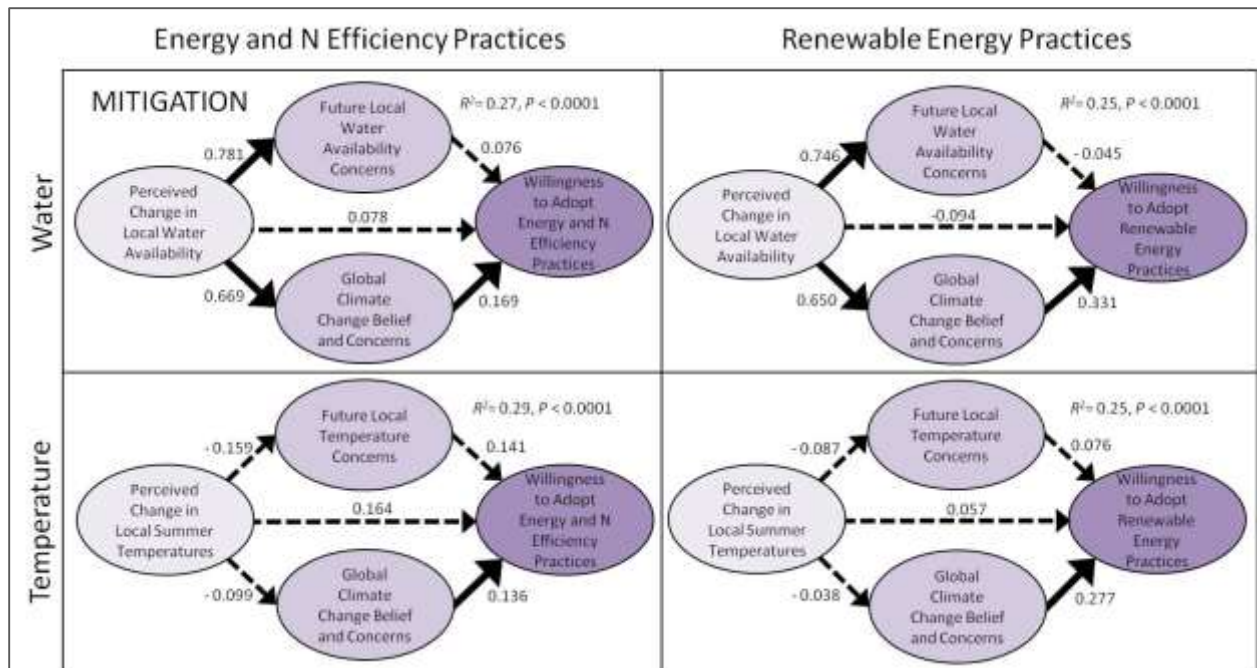 Energy and N Efficiency Practices
Renewable Energy Practices
Water
MITIGATION
R²= 0.27, P < 0.0001
Future Local
Water
Availability
Concerns
0.781
0.076
Perceived
Change in
Local Water
Availability
0.078
Willingness
to Adopt
Energy and N
Efficiency
Practices
0.669
0.169
Global
Climate
Change Belief
and Concerns
R²= 0.25, P < 0.0001
Future Local
Water
Availability
Concerns
0.746
- 0.045
Perceived
Change in
Local Water
Availability
-0.094
Willingness
to Adopt
Renewable
Energy
Practices
0.650
0.331
Global
Climate
Change Belief
and Concerns
Temperature
R²= 0.29, P < 0.0001
Future Local
Temperature
Concerns
- 0.159
0.141
Perceived
Change in
Local Summer
Temperatures
0.164
Willingness
to Adopt
Energy and N
Efficiency
Practices
- 0.099
0.136
Global
Climate
Change Belief
and Concerns
R²= 0.25, P < 0.0001
Future Local
Temperature
Concerns
- 0.087
0.076
Perceived
Change in
Local Summer
Temperatures
0.057
Willingness
to Adopt
Renewable
Energy
Practices
- 0.038
0.277
Global
Climate
Change Belief
and Concerns